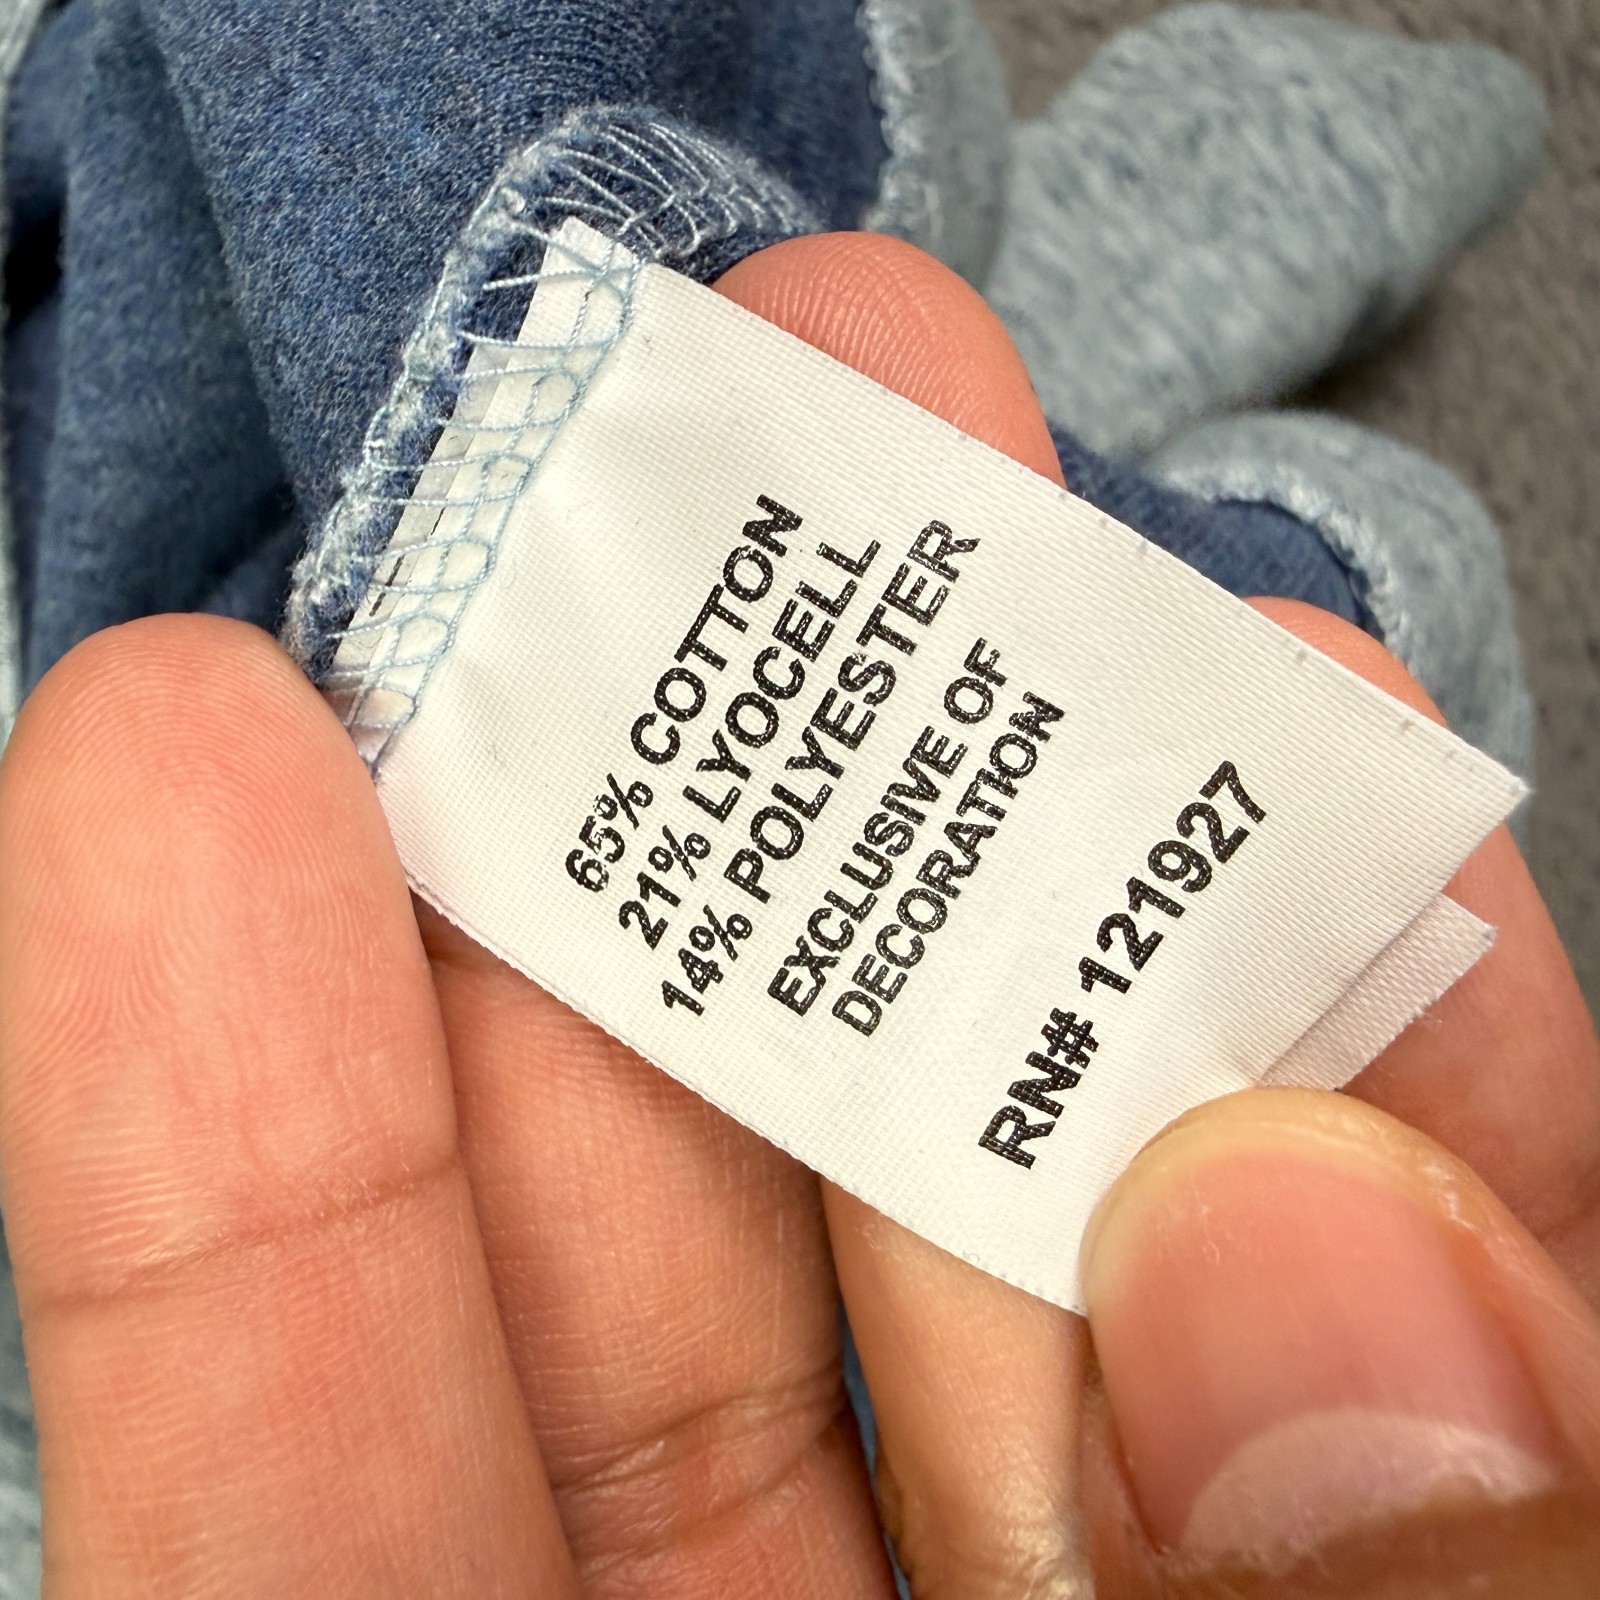 65% COTTON
21% LYOCELL
14% POLYESTER
EXCLUSIVE OF
DECORATION
RN# 121927